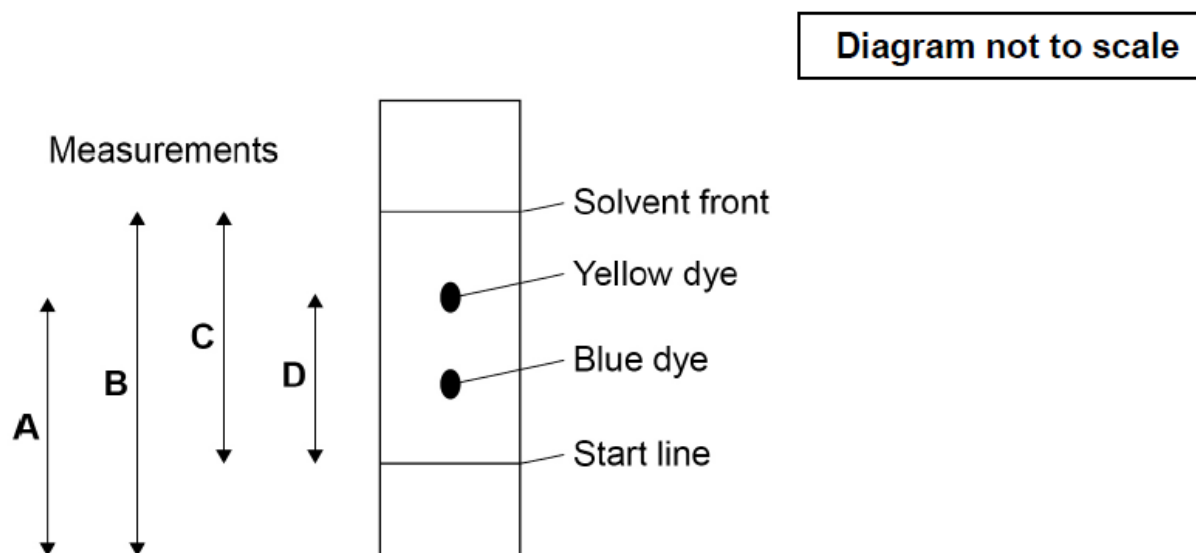 Diagram not to scale
Measurements
Solvent front
Yellow dye
C
D
B
Blue dye
A
Start line